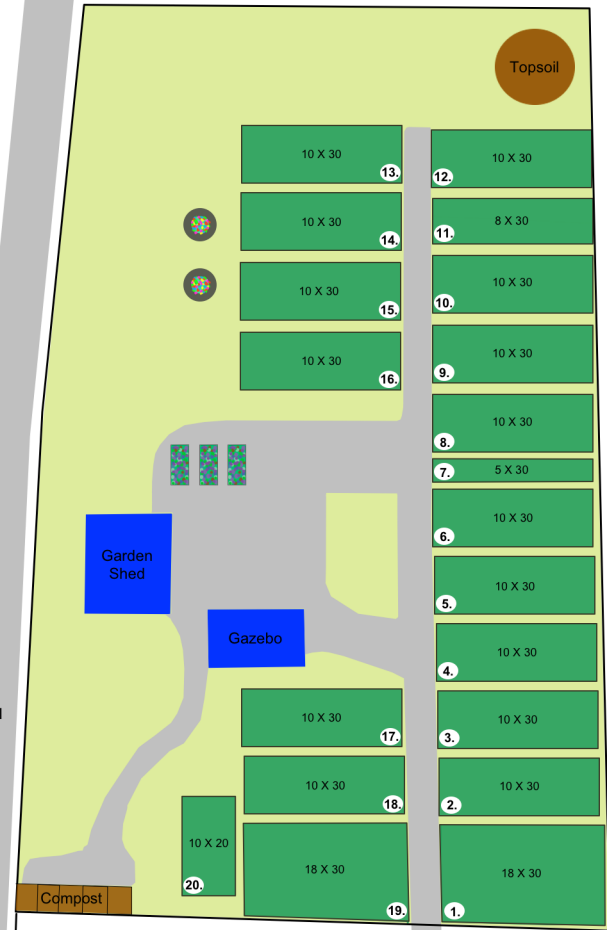 Topsoil
10 X 30
13.
10 X 30
12.
10 X 30
14.
8 X 30
11.
10 X 30
15.
10 X 30
10.
10 X 30
16.
10 X 30
9.
10 X 30
8.
5 X 30
7.
10 X 30
6.
Garden
Shed
10 X 30
5.
Gazebo
10 X 30
4.
10 X 30
17.
10 X 30
3.
10 X 30
18.
10 X 30
2.
10 X 20
20.
18 X 30
19.
18 X 30
1.
Compost